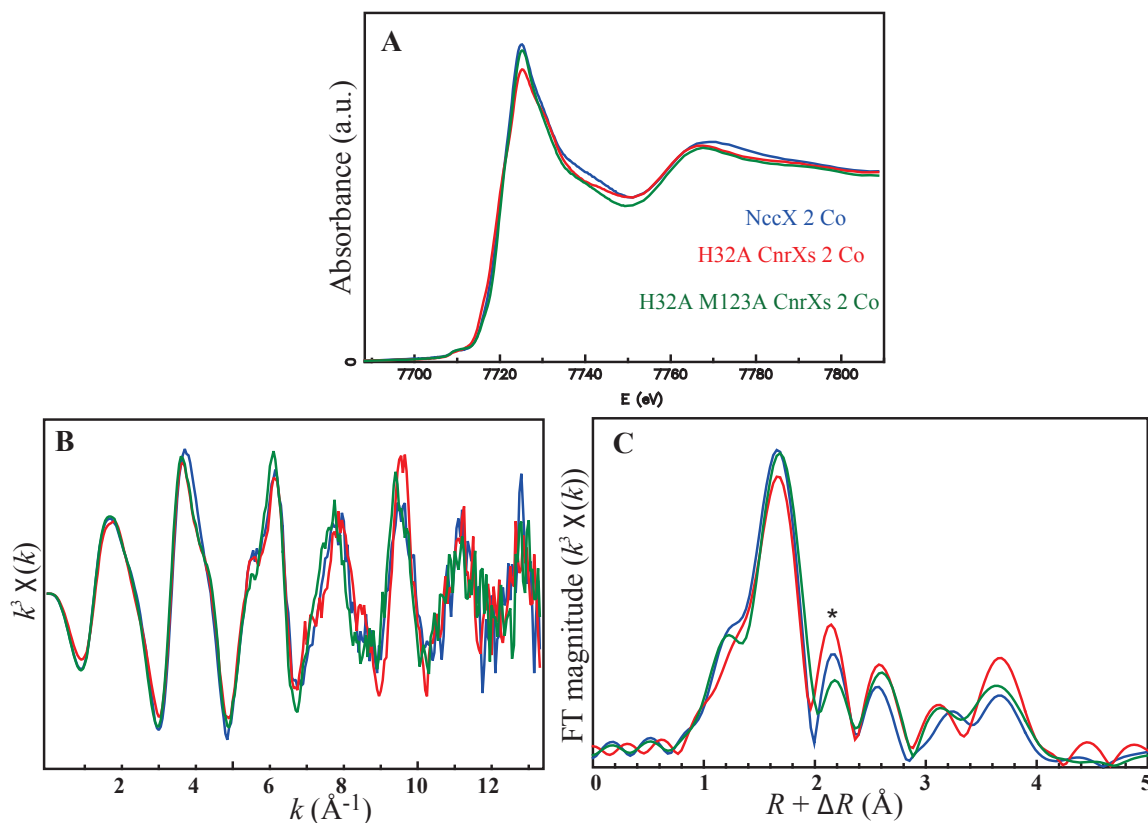 A
Absorbance (a.u.)
0
NccX 2 Co
H32A CnrXs 2 Co
H32A M123A CnrXs 2 Co
7700 7720 7740 7760 7780 7800
E (eV)
B
k³ χ(k)
2 4 6 8 10 12
k (Å⁻¹)
C
FT magnitude (k³ χ(k))
*
0 1 2 3 4 5
R + ΔR (Å)